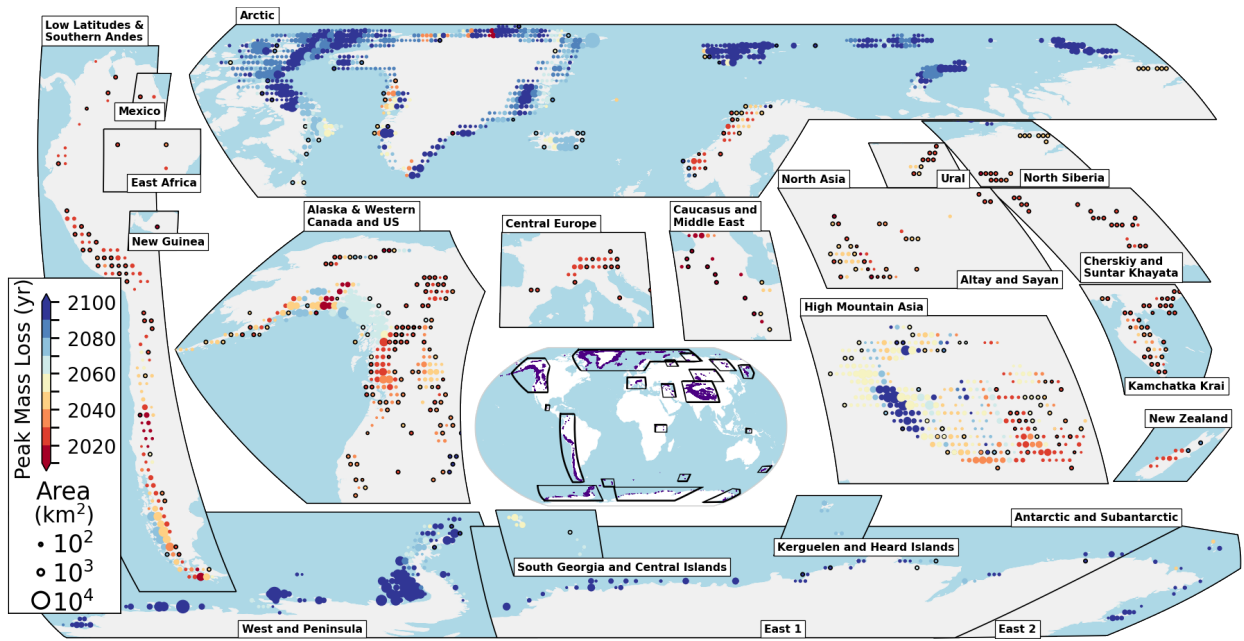 Arctic
Low Latitudes &
Southern Andes
Mexico
East Africa
New Guinea
Alaska & Western
Canada and US
Central Europe
Caucasus and
Middle East
North Asia
Ural
North Siberia
Altay and Sayan
Cherskiy and
Suntar Khayata
High Mountain Asia
Kamchatka Krai
New Zealand
Peak Mass Loss (yr)
2100
2080
2060
2040
2020
Area
(km²)
10²
10³
10⁴
Antarctic and Subantarctic
Kerguelen and Heard Islands
South Georgia and Central Islands
West and Peninsula
East 1
East 2